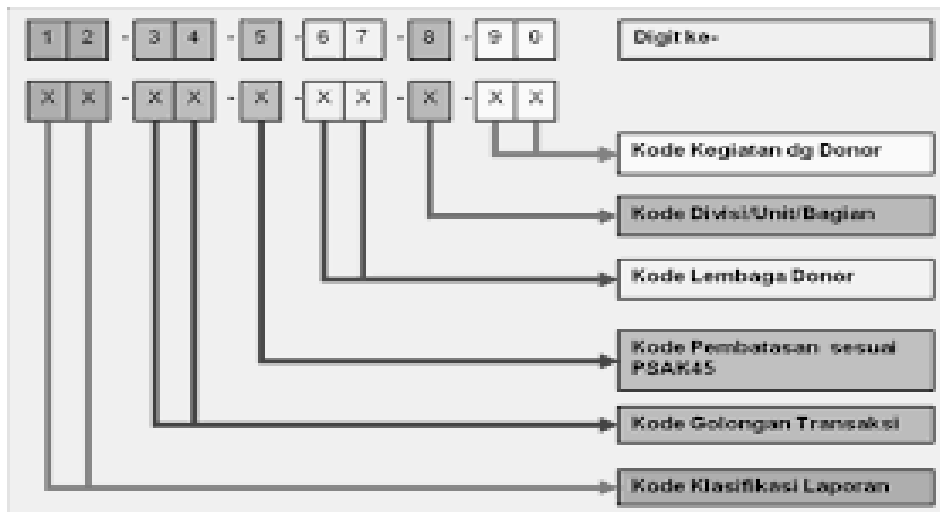 1 2 - 3 4 - 5 - 6 7 - 8 - 9 0 Digit ke-
X X - X X - X - X X - X - X X
Kode Kegiatan dg Donor
Kode Divisi/Unit/Bagian
Kode Lembaga Donor
Kode Pembatasan sesuai
PSAK45
Kode Golongan Transaksi
Kode Klasifikasi Laporan